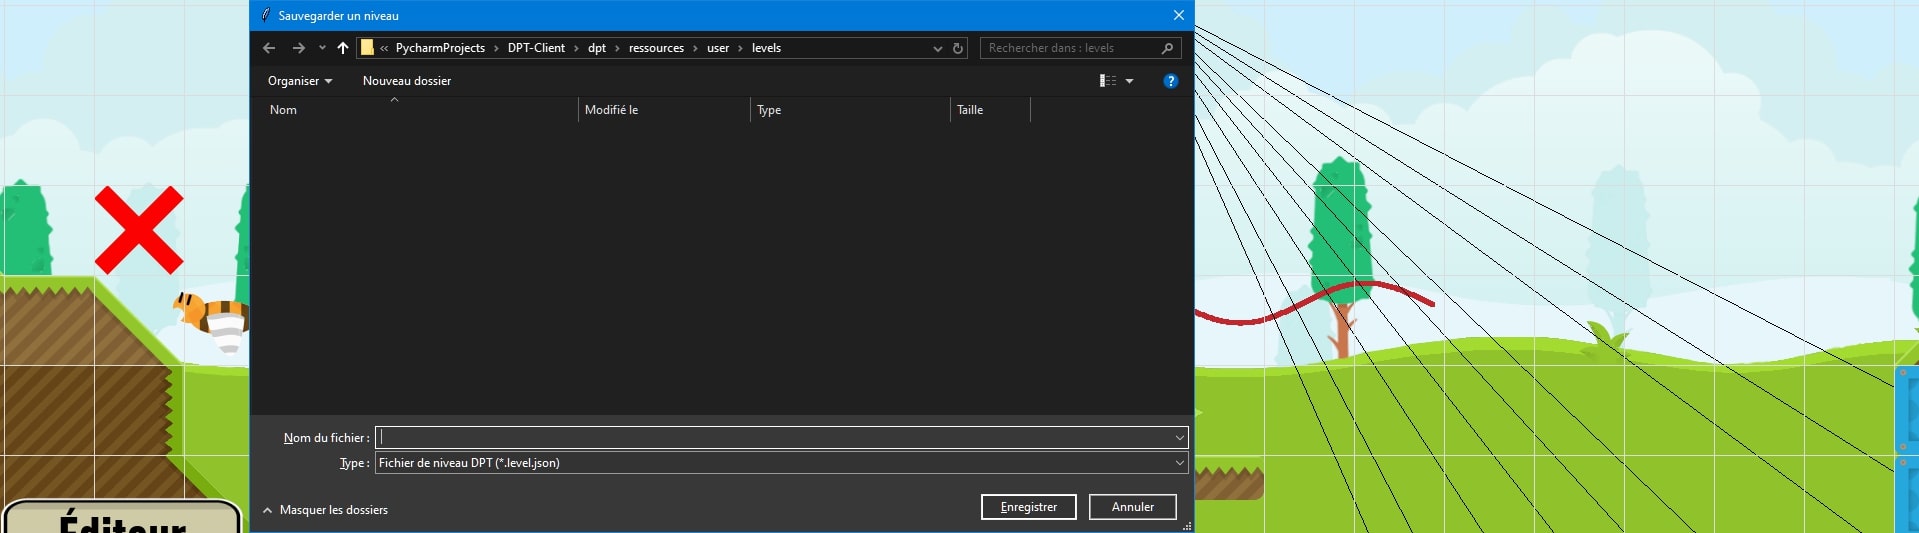 Sauvegarder un niveau
« PycharmProjects › DPT-Client › dpt › ressources › user › levels
Rechercher dans : levels
Organiser
Nouveau dossier
?
Nom
Modifié le
Type
Taille
Nom du fichier :
Type : Fichier de niveau DPT (*.level.json)
Masquer les dossiers
Enregistrer
Annuler
Éditeur